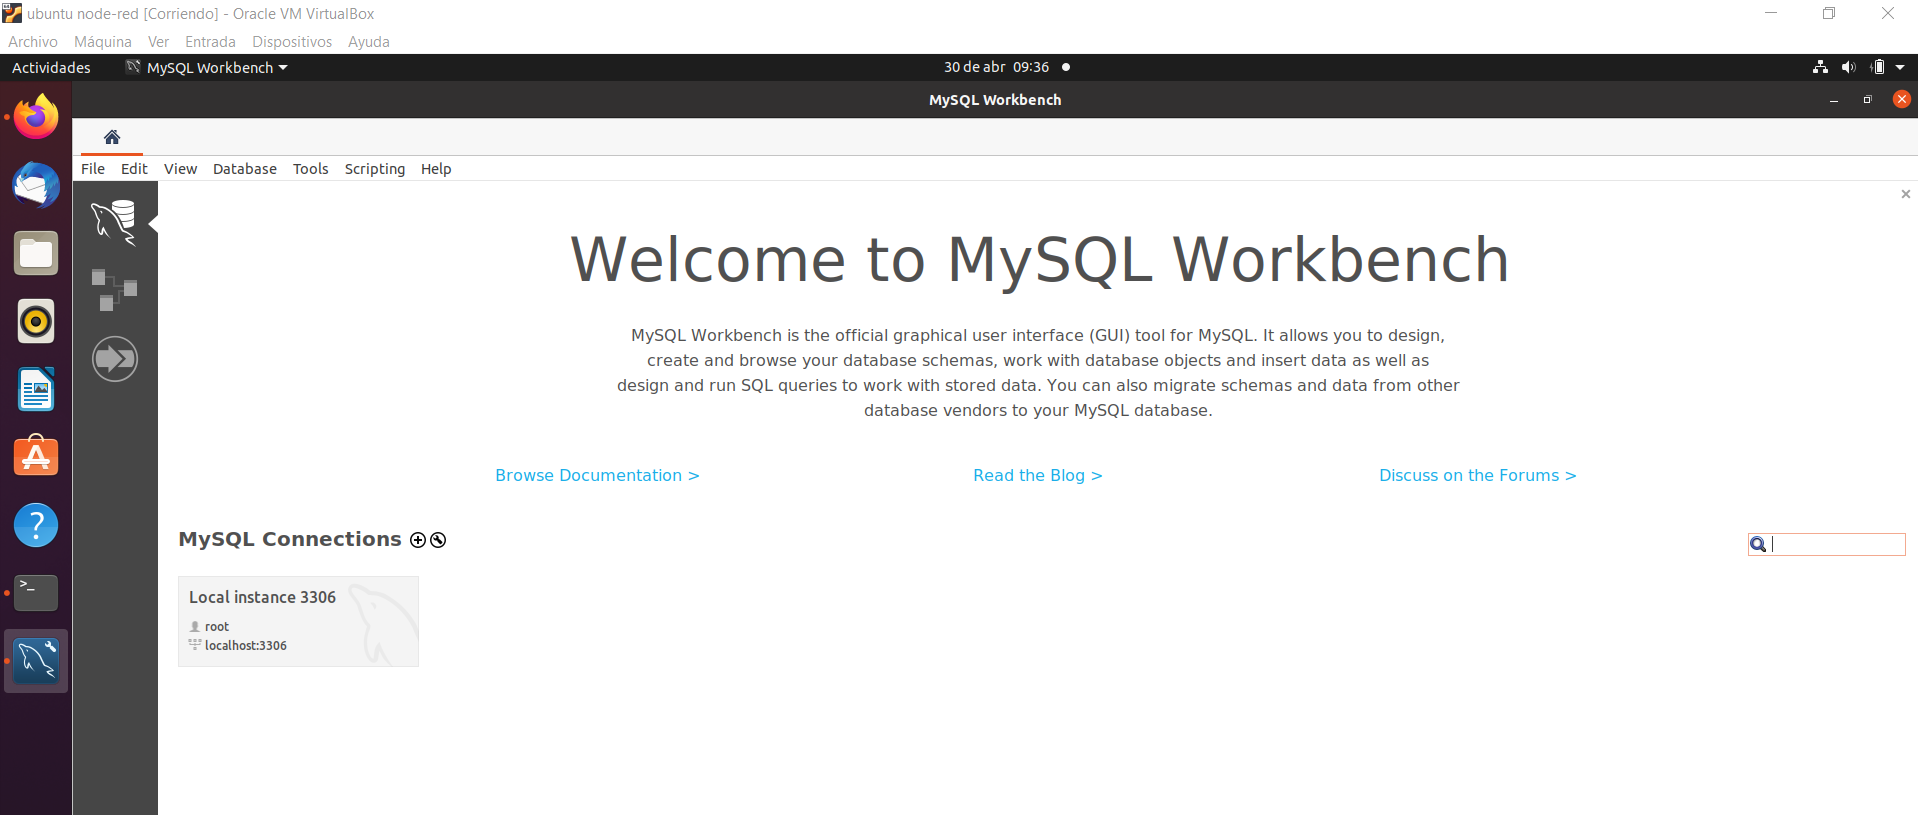 ubuntu node-red [Corriendo] - Oracle VM VirtualBox
Archivo Máquina Ver Entrada Dispositivos Ayuda
Actividades MySQL Workbench 30 de abr 09:36
MySQL Workbench
File Edit View Database Tools Scripting Help
Welcome to MySQL Workbench
MySQL Workbench is the official graphical user interface (GUI) tool for MySQL. It allows you to design,
create and browse your database schemas, work with database objects and insert data as well as
design and run SQL queries to work with stored data. You can also migrate schemas and data from other
database vendors to your MySQL database.
Browse Documentation > Read the Blog > Discuss on the Forums >
MySQL Connections
Local instance 3306
root
localhost:3306